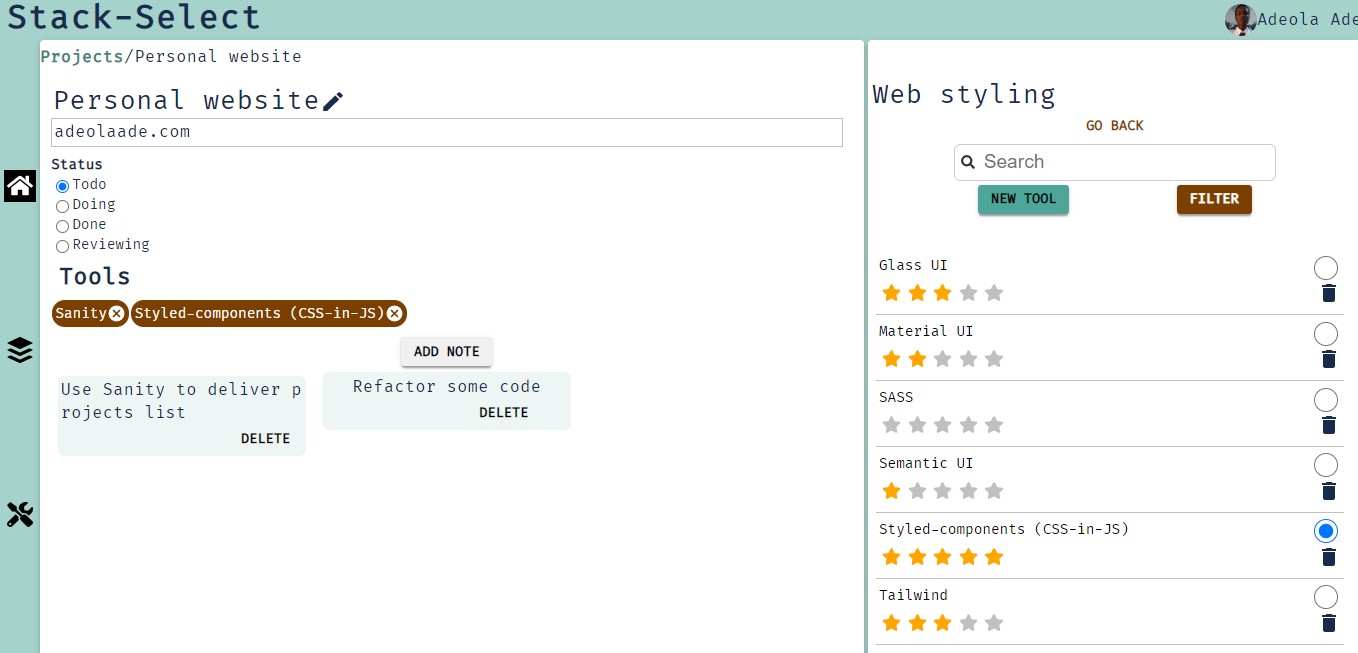 Stack-Select
Adeola Ade
Projects/Personal website
Personal website
adeolaade.com
Status
Todo
Doing
Done
Reviewing
Tools
Sanity
Styled-components (CSS-in-JS)
ADD NOTE
Use Sanity to deliver p
rojects list
DELETE
Refactor some code
DELETE
Web styling
GO BACK
Search
NEW TOOL
FILTER
Glass UI
Material UI
SASS
Semantic UI
Styled-components (CSS-in-JS)
Tailwind